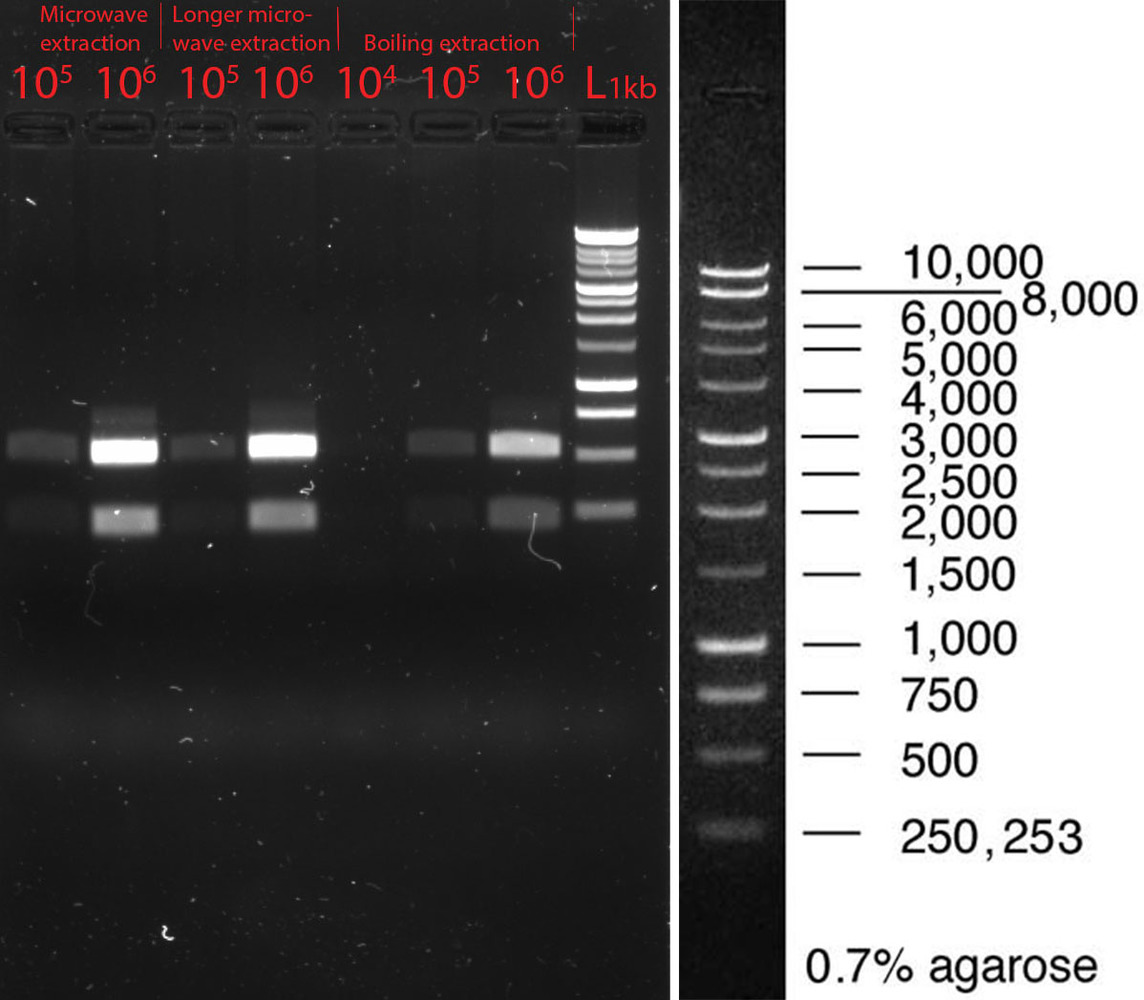 Microwave
extraction
Longer micro-
wave extraction
Boiling extraction
10⁵ 10⁶ 10⁵ 10⁶ 10⁴ 10⁵ 10⁶ L1kb
10,000
8,000
6,000
5,000
4,000
3,000
2,500
2,000
1,500
1,000
750
500
250,253
0.7% agarose